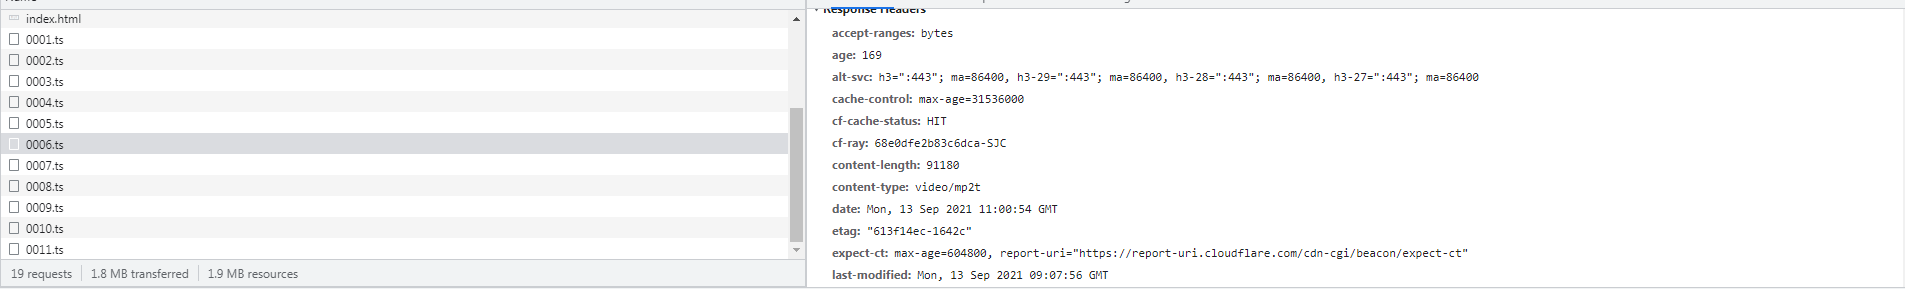 Name
index.html
0001.ts
0002.ts
0003.ts
0004.ts
0005.ts
0006.ts
0007.ts
0008.ts
0009.ts
0010.ts
0011.ts
19 requests
1.8 MB transferred
1.9 MB resources
Response Headers
accept-ranges: bytes
age: 169
alt-svc: h3=":443"; ma=86400, h3-29=":443"; ma=86400, h3-28=":443"; ma=86400, h3-27=":443"; ma=86400
cache-control: max-age=31536000
cf-cache-status: HIT
cf-ray: 68e0dfe2b83c6dca-SJC
content-length: 91180
content-type: video/mp2t
date: Mon, 13 Sep 2021 11:00:54 GMT
etag: "613f14ec-1642c"
expect-ct: max-age=604800, report-uri="https://report-uri.cloudflare.com/cdn-cgi/beacon/expect-ct"
last-modified: Mon, 13 Sep 2021 09:07:56 GMT